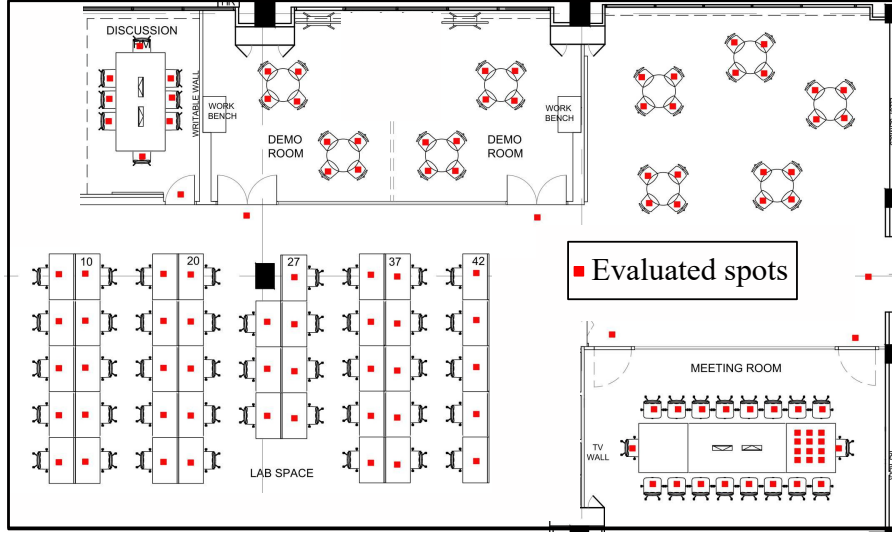 DISCUSSION
RM
WRITABLE WALL
WORK
BENCH
DEMO
ROOM
DEMO
ROOM
WORK
BENCH
10
20
27
37
42
Evaluated spots
LAB SPACE
MEETING ROOM
TV
WALL